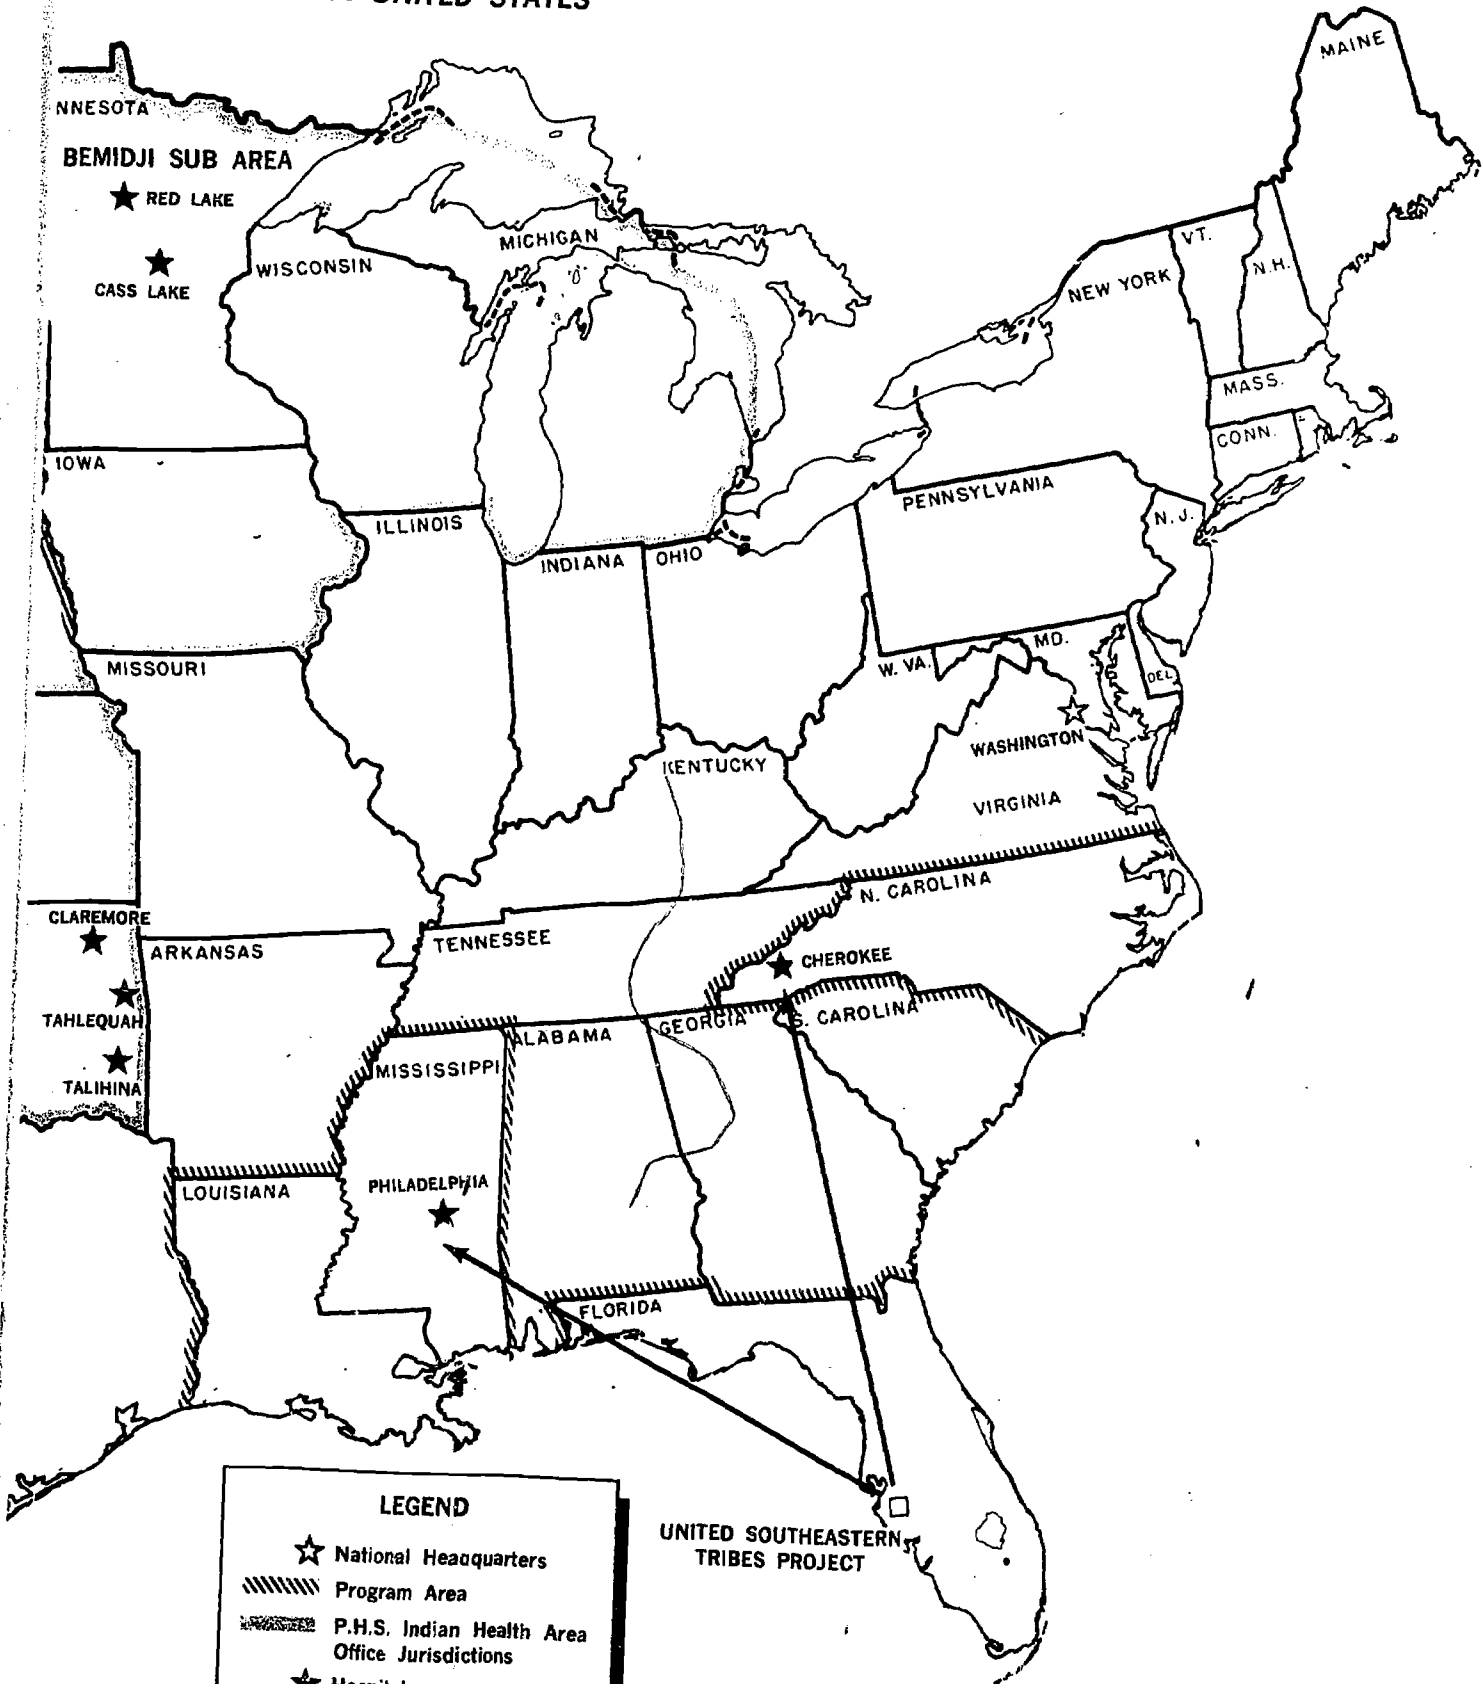 UNITED STATES
MAINE
NNESOTA
BEMIDJI SUB AREA
RED LAKE
CASS LAKE
WISCONSIN
MICHIGAN
VT.
N.H.
NEW YORK
MASS.
CONN.
IOWA
PENNSYLVANIA
N.J.
ILLINOIS
INDIANA
OHIO
MISSOURI
W. VA.
MD.
DEL
WASHINGTON
KENTUCKY
VIRGINIA
N. CAROLINA
CLAREMORE
ARKANSAS
TENNESSEE
CHEROKEE
TAHLEQUAH
ALABAMA
GEORGIA
S. CAROLINA
MISSISSIPPI
TALIHINA
PHILADELPHIA
LOUISIANA
FLORIDA
LEGEND
National Headquarters
Program Area
P.H.S. Indian Health Area
Office Jurisdictions
UNITED SOUTHEASTERN
TRIBES PROJECT